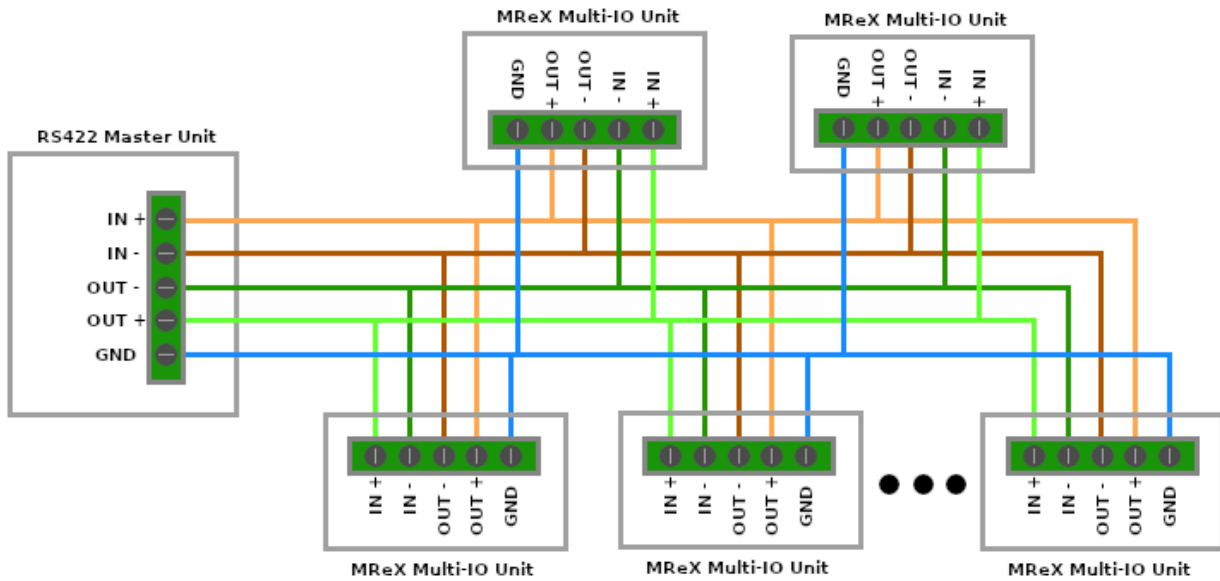 MReX Multi-IO Unit
GND
OUT +
OUT -
IN -
IN +
MReX Multi-IO Unit
GND
OUT +
OUT -
IN -
IN +
RS422 Master Unit
IN +
IN -
OUT -
OUT +
GND
IN +
IN -
OUT -
OUT +
GND
MReX Multi-IO Unit
IN +
IN -
OUT -
OUT +
GND
MReX Multi-IO Unit
IN +
IN -
OUT -
OUT +
GND
MReX Multi-IO Unit